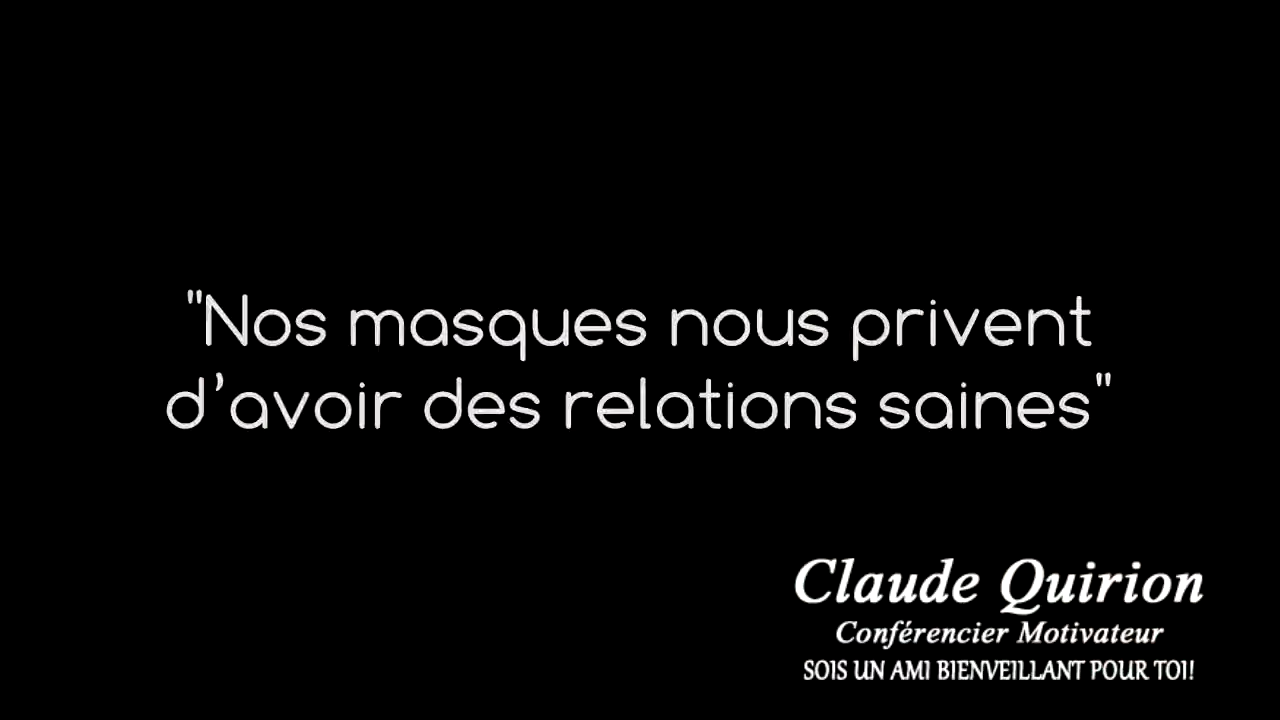 "Nos masques nous privent
d’avoir des relations saines"
Claude Quirion
Conférencier Motivateur
SOIS UN AMI BIENVEILLANT POUR TOI!